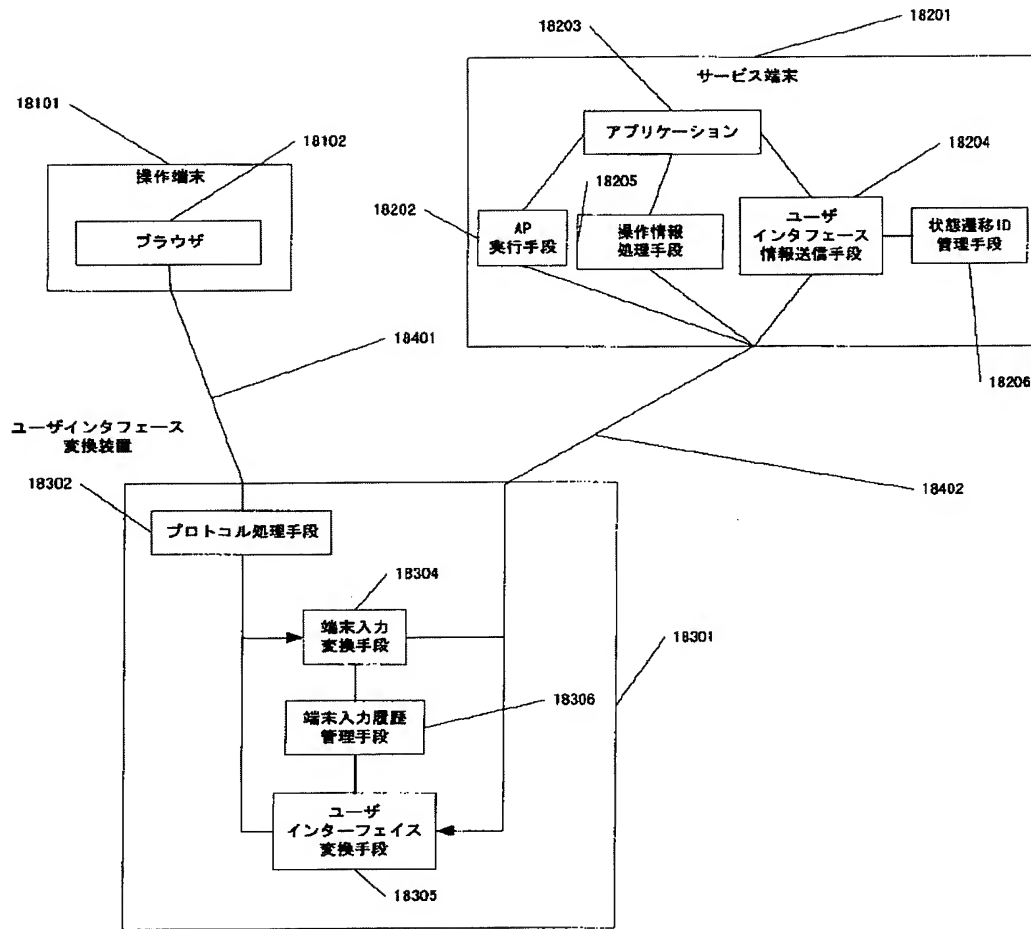 18201
18203
サービス端末
18101
18102
アプリケーション
18204
操作端末
18205
18202
ブラウザ
AP
実行手段
操作情報
処理手段
ユーザ
インタフェース
情報送信手段
状態遷移ID
管理手段
18401
18206
ユーザインタフェース
変換装置
18302
18402
プロトコル処理手段
18304
端末入力
変換手段
18301
18306
端末入力履歴
管理手段
ユーザ
インターフェイス
変換手段
18305